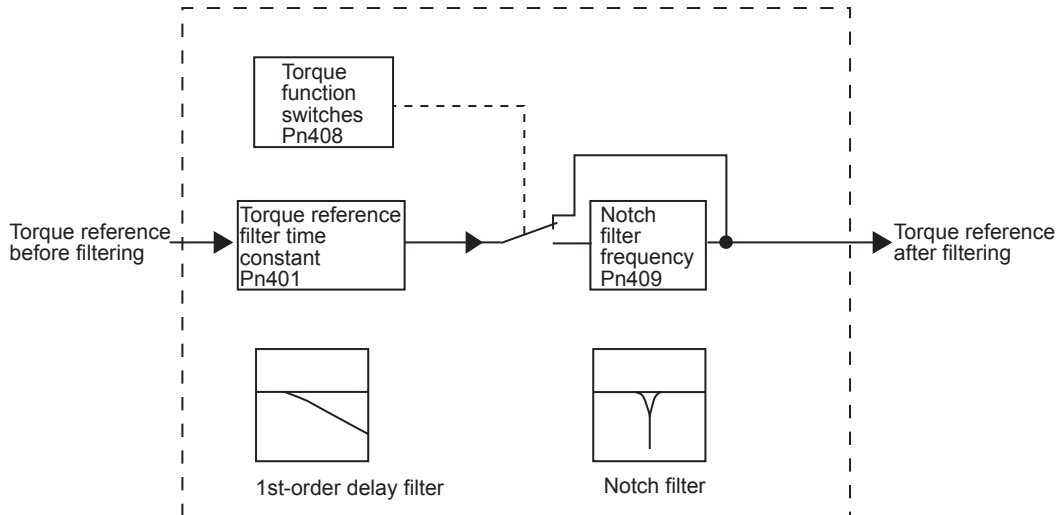 Torque
function
switches
Pn408
Torque reference
before filtering
Torque reference
filter time
constant
Pn401
Notch
filter
frequency
Pn409
Torque reference
after filtering
1st-order delay filter
Notch filter